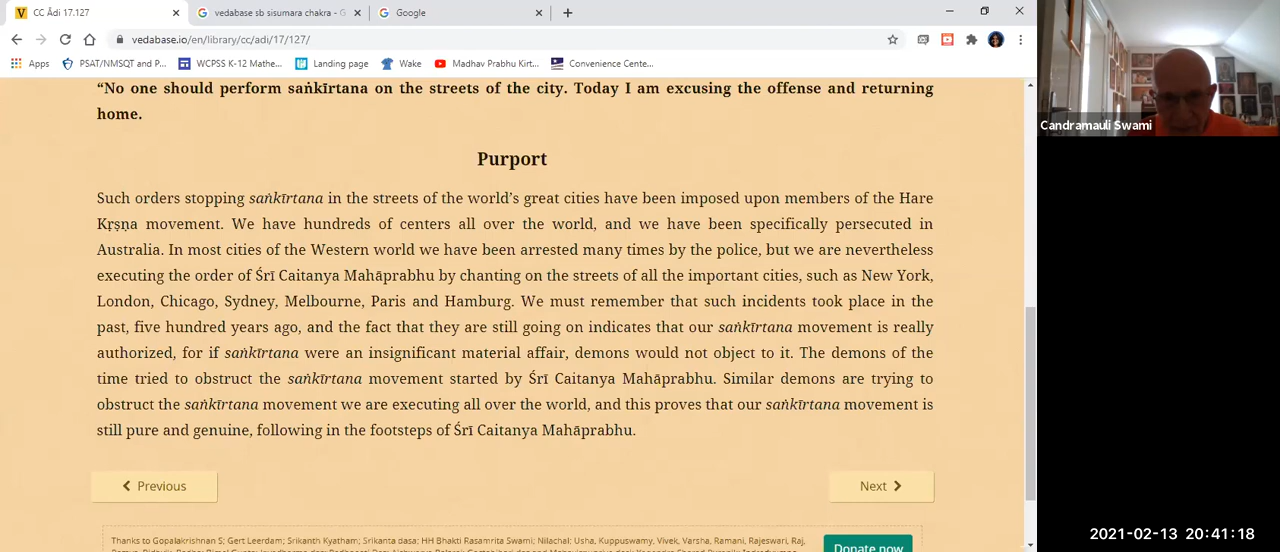 CC Ādi 17.127
vedabase sb sisumara chakra - G
Google
vedabase.io/en/library/cc/adi/17/127/
Apps
PSAT/NMSQT and P...
WCPSS K-12 Mathe...
Landing page
Wake
Madhav Prabhu Kirt...
Convenience Cente...
“No one should perform saṅkīrtana on the streets of the city. Today I am excusing the offense and returning
home.
Candramauli Swami
Purport
Such orders stopping saṅkīrtana in the streets of the world’s great cities have been imposed upon members of the Hare
Kṛṣṇa movement. We have hundreds of centers all over the world, and we have been specifically persecuted in
Australia. In most cities of the Western world we have been arrested many times by the police, but we are nevertheless
executing the order of Śrī Caitanya Mahāprabhu by chanting on the streets of all the important cities, such as New York,
London, Chicago, Sydney, Melbourne, Paris and Hamburg. We must remember that such incidents took place in the
past, five hundred years ago, and the fact that they are still going on indicates that our saṅkīrtana movement is really
authorized, for if saṅkīrtana were an insignificant material affair, demons would not object to it. The demons of the
time tried to obstruct the saṅkīrtana movement started by Śrī Caitanya Mahāprabhu. Similar demons are trying to
obstruct the saṅkīrtana movement we are executing all over the world, and this proves that our saṅkīrtana movement is
still pure and genuine, following in the footsteps of Śrī Caitanya Mahāprabhu.
Previous
Next
Thanks to Gopalakrishnan S; Gert Leerdam; Srikanth Kyatham; Srikanta dasa; HH Bhakti Rasamrita Swami; Nilachal: Usha, Kuppuswamy, Vivek, Varsha, Ramani, Rajeswari, Raj,
Donate now
2021-02-13 20:41:18